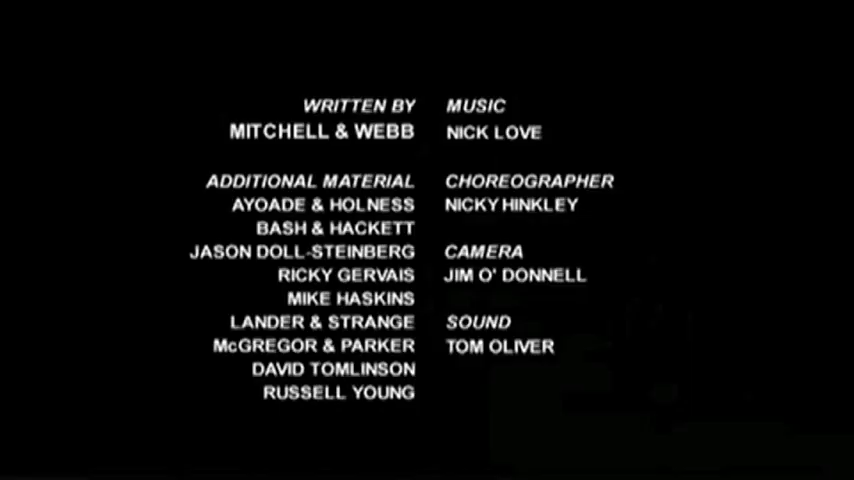 WRITTEN BY
MITCHELL & WEBB
ADDITIONAL MATERIAL
AYOADE & HOLNESS
BASH & HACKETT
JASON DOLL-STEINBERG
RICKY GERVAIS
MIKE HASKINS
LANDER & STRANGE
McGREGOR & PARKER
DAVID TOMLINSON
RUSSELL YOUNG
MUSIC
NICK LOVE
CHOREOGRAPHER
NICKY HINKLEY
CAMERA
JIM O' DONNELL
SOUND
TOM OLIVER